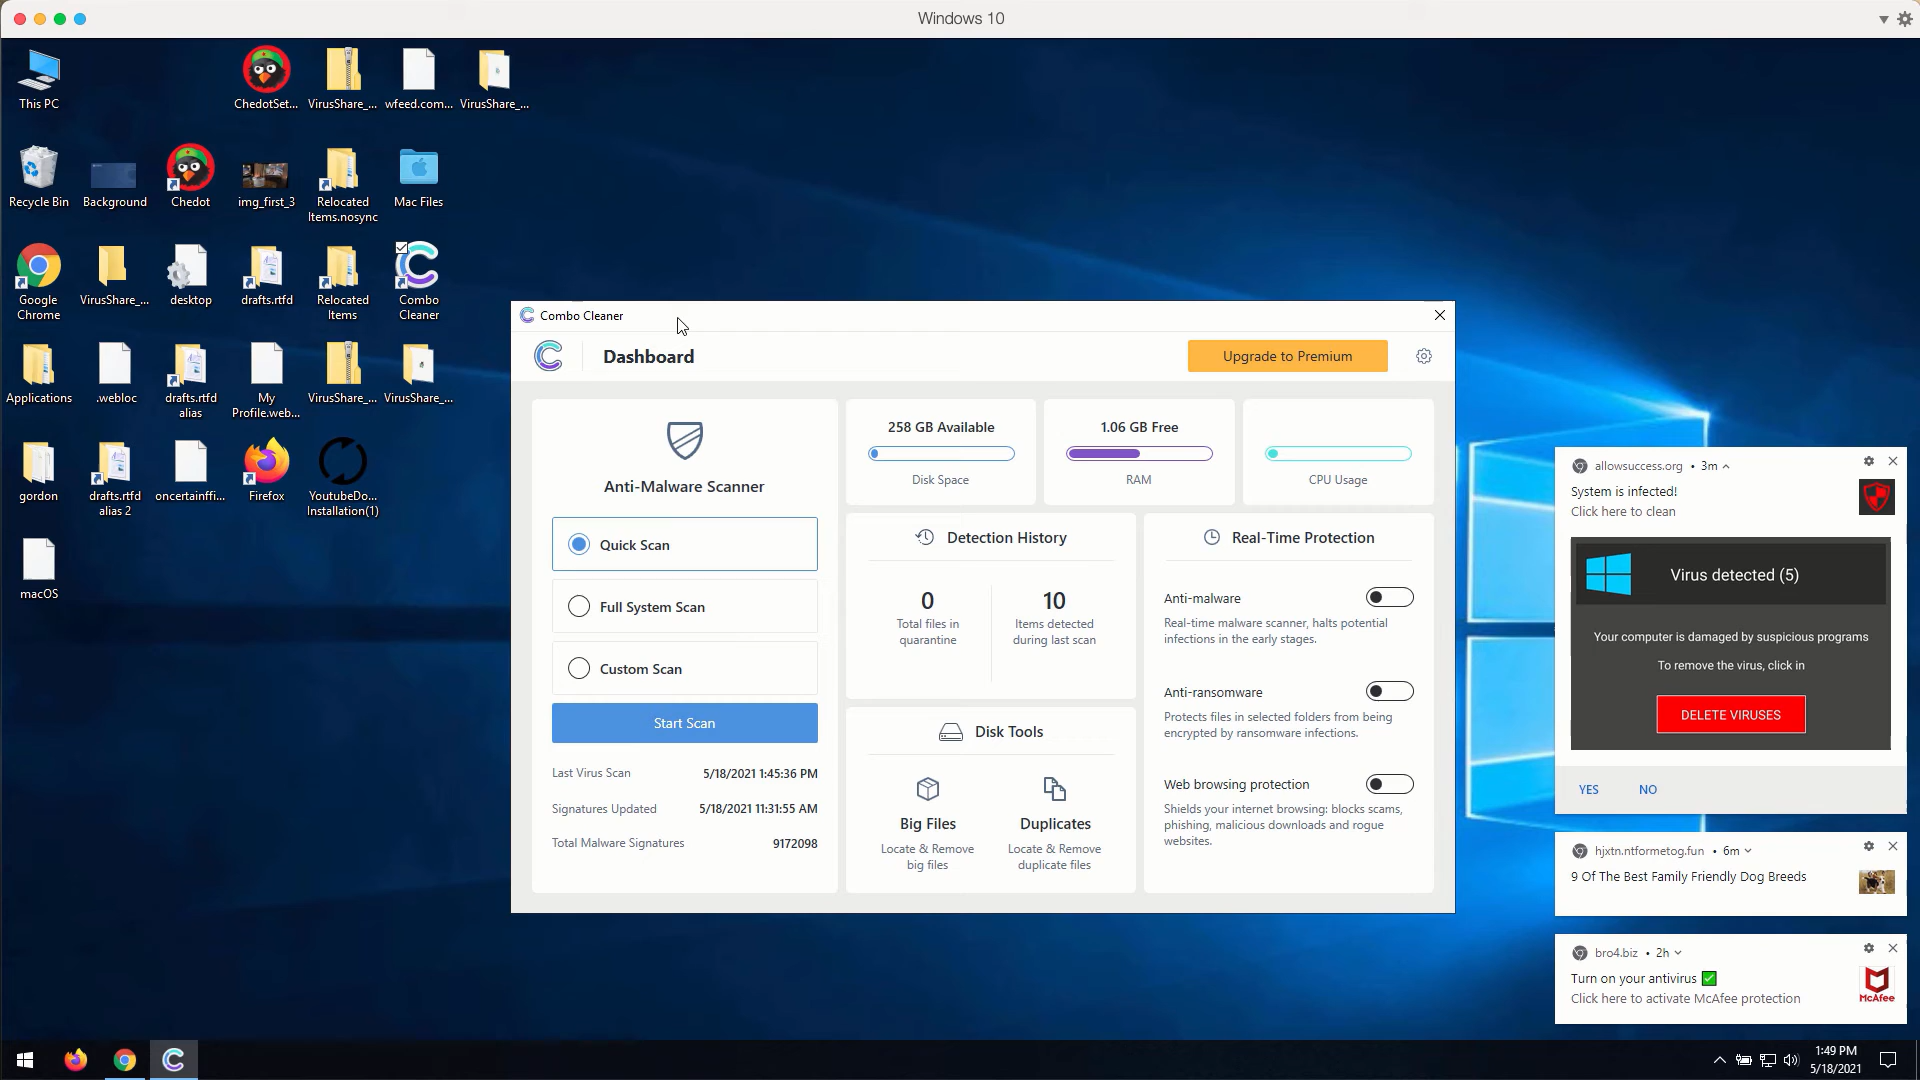 Windows 10
This PC
ChedotSet...
VirusShare_...
wfeed.com...
VirusShare_...
Recycle Bin
Background
Chedot
img_first_3
Relocated
Items.nosync
Mac Files
Google
Chrome
VirusShare_...
desktop
drafts.rtfd
Relocated
Items
Combo
Cleaner
Applications
.webloc
drafts.rtfd
alias
My
Profile.web...
VirusShare_...
VirusShare_...
gordon
drafts.rtfd
alias 2
oncertainffi...
Firefox
YoutubeDo...
Installation(1)
macOS
Combo Cleaner
Dashboard
Upgrade to Premium
Anti-Malware Scanner
Quick Scan
Full System Scan
Custom Scan
Start Scan
Last Virus Scan 5/18/2021 1:45:36 PM
Signatures Updated 5/18/2021 11:31:55 AM
Total Malware Signatures 9172098
258 GB Available
Disk Space
1.06 GB Free
RAM
CPU Usage
Detection History
0
Total files in
quarantine
10
Items detected
during last scan
Disk Tools
Big Files
Locate & Remove
big files
Duplicates
Locate & Remove
duplicate files
Real-Time Protection
Anti-malware
Real-time malware scanner, halts potential
infections in the early stages.
Anti-ransomware
Protects files in selected folders from being
encrypted by ransomware infections.
Web browsing protection
Shields your internet browsing: blocks scams,
phishing, malicious downloads and rogue
websites.
allowsuccess.org • 3m
System is infected!
Click here to clean
Virus detected (5)
Your computer is damaged by suspicious programs
To remove the virus, click in
DELETE VIRUSES
YES NO
hjxtn.ntformetog.fun • 6m
9 Of The Best Family Friendly Dog Breeds
bro4.biz • 2h
Turn on your antivirus ✅
Click here to activate McAfee protection
McAfee
1:49 PM
5/18/2021